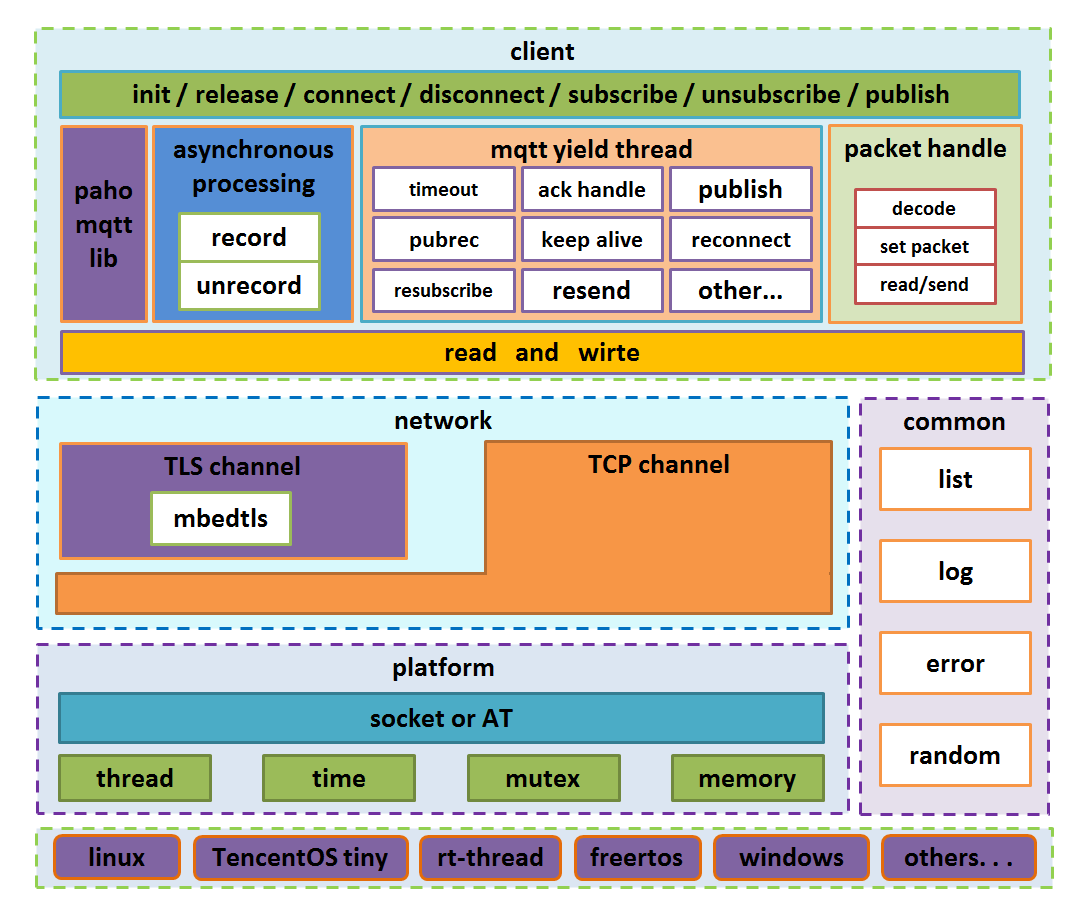 client
init / release / connect / disconnect / subscribe / unsubscribe / publish
paho
mqtt
lib
asynchronous
processing
record
unrecord
mqtt yield thread
timeout
ack handle
publish
pubrec
keep alive
reconnect
resubscribe
resend
other...
packet handle
decode
set packet
read/send
read and wirte
network
TLS channel
mbedtls
TCP channel
common
list
log
error
random
platform
socket or AT
thread
time
mutex
memory
linux
TencentOS tiny
rt-thread
freertos
windows
others. . .